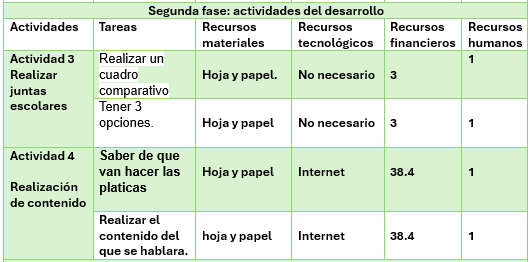 Segunda fase: actividades del desarrollo
Actividades Tareas Recursos materiales Recursos tecnológicos Recursos financieros Recursos humanos
Actividad 3
Realizar
juntas
escolares
Realizar un
cuadro
comparativo
Hoja y papel. No necesario 3 1
Tener 3
opciones.
Hoja y papel No necesario 3 1
Actividad 4
Realización
de contenido
Saber de que
van hacer las
platicas
Hoja y papel Internet 38.4 1
Realizar el
contenido del
que se hablara.
hoja y papel Internet 38.4 1